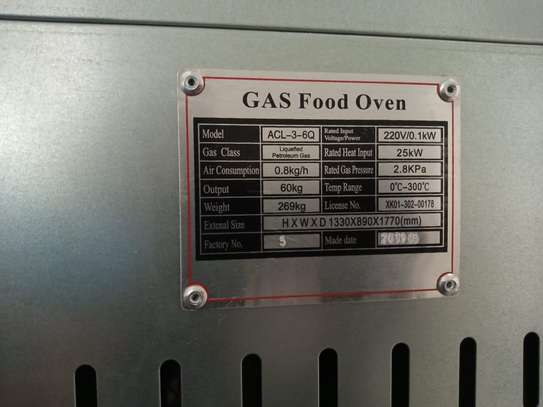 GAS Food Oven
Model ACL-3-6Q Rated Input Voltage/Power 220V/0.1kW
Gas Class Liquefied Petroleum Gas Rated Heat Input 25kW
Air Consumption 0.8kg/h Rated Gas Pressure 2.8KPa
Output 60kg Temp Range 0℃-300℃
Weight 269kg License No. XK01-302-00178
Extenal Size H X W X D 1330X890X1770(mm)
Factory No. Made date